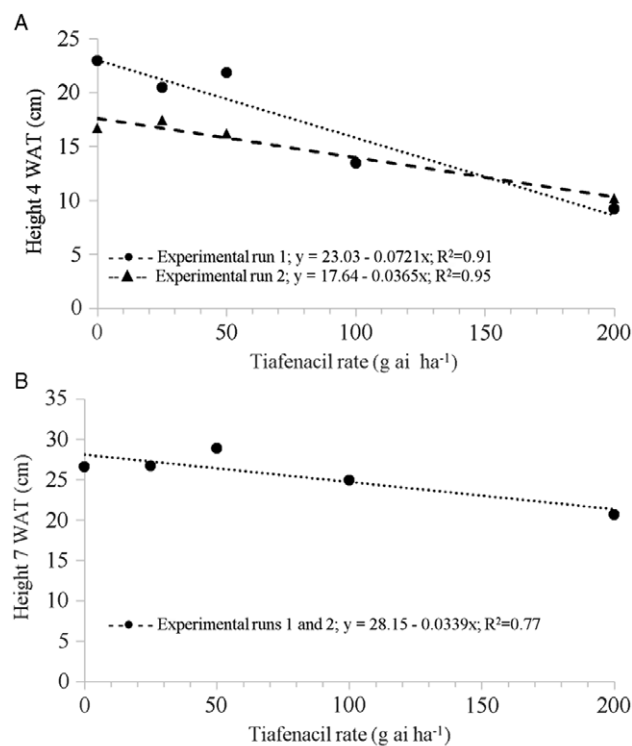 A
25
20
15
10
5
0
Height 4 WAT (cm)
Experimental run 1; y = 23.03 - 0.0721x; R²=0.91
Experimental run 2; y = 17.64 - 0.0365x; R²=0.95
0 50 100 150 200
Tiafenacil rate (g ai ha⁻¹)
B
35
30
25
20
15
10
5
0
Height 7 WAT (cm)
Experimental runs 1 and 2; y = 28.15 - 0.0339x; R²=0.77
0 50 100 150 200
Tiafenacil rate (g ai ha⁻¹)